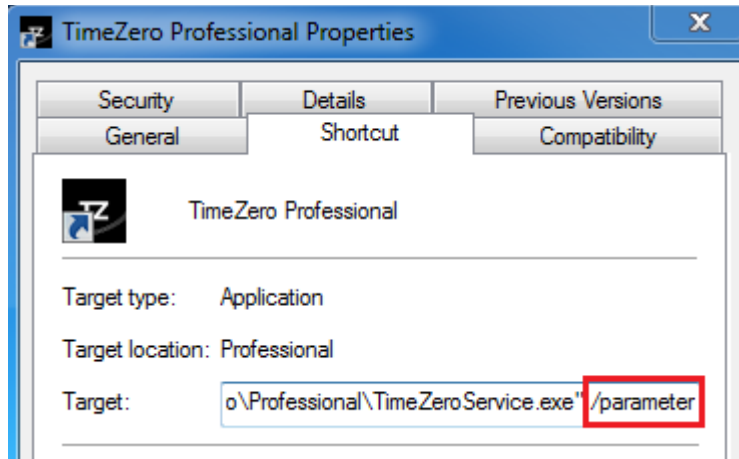 TimeZero Professional Properties
x
Security Details Previous Versions
General Shortcut Compatibility
TZ TimeZero Professional
Target type: Application
Target location: Professional
Target: o\Professional\TimeZeroService.exe" /parameter